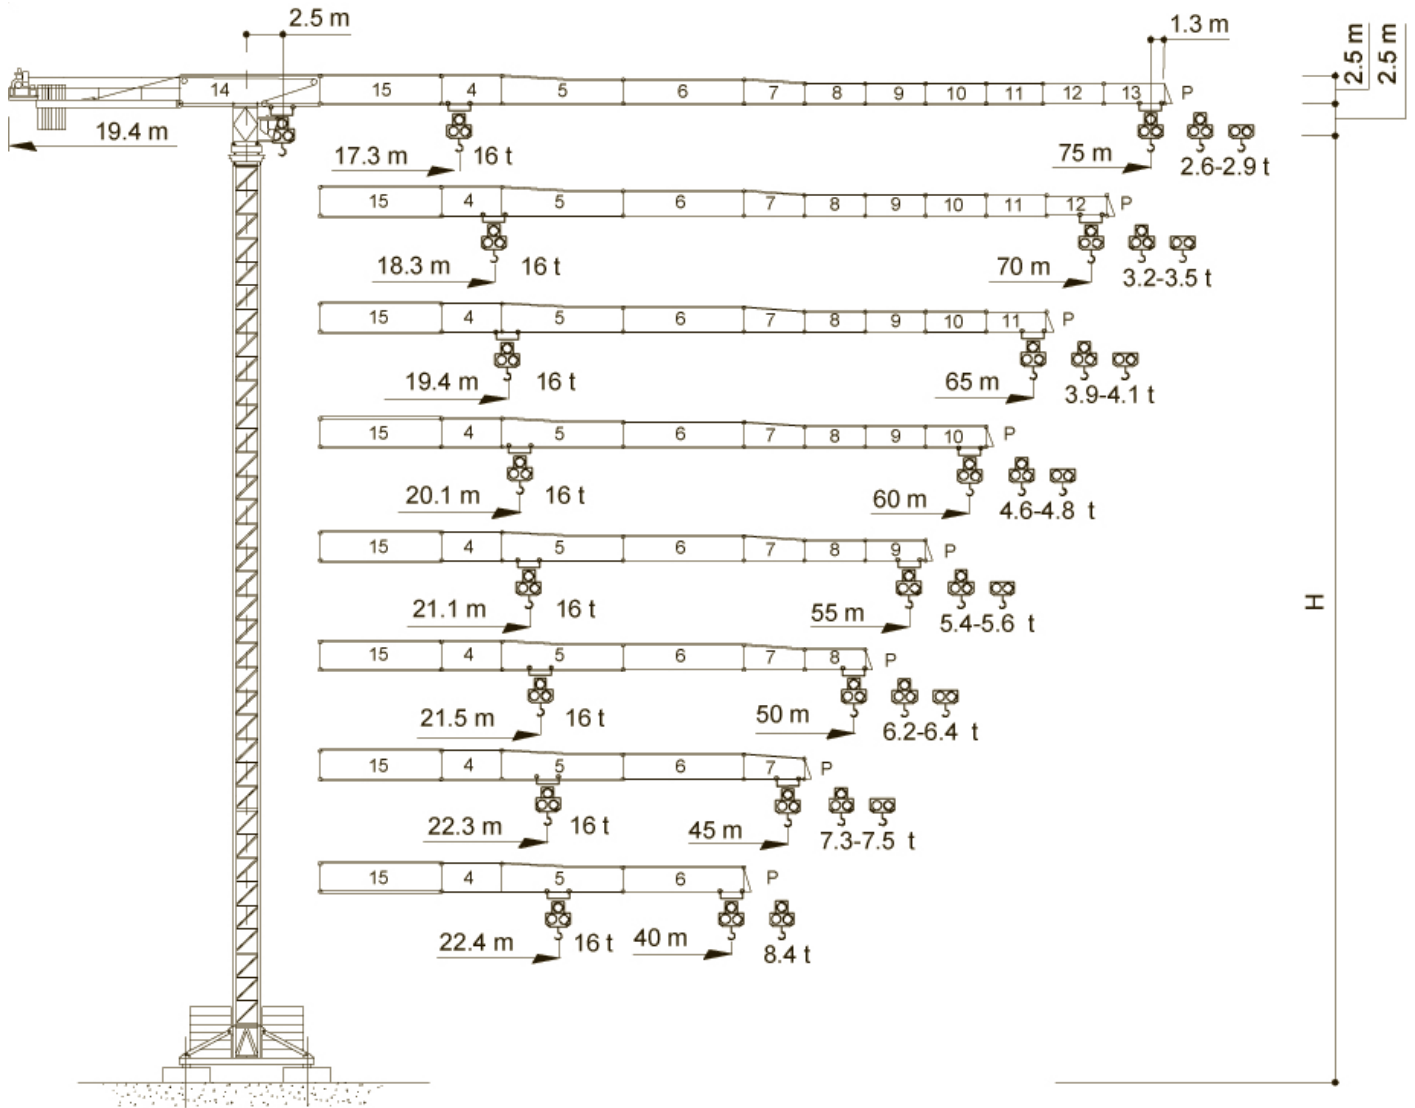 2.5 m
1.3 m
2.5 m
2.5 m
14 15 4 5 6 7 8 9 10 11 12 13 P
19.4 m
17.3 m 16 t 75 m 2.6-2.9 t
15 4 5 6 7 8 9 10 11 12 P
18.3 m 16 t 70 m 3.2-3.5 t
15 4 5 6 7 8 9 10 11 P
19.4 m 16 t 65 m 3.9-4.1 t
15 4 5 6 7 8 9 10 P
20.1 m 16 t 60 m 4.6-4.8 t
15 4 5 6 7 8 9 P
21.1 m 16 t 55 m 5.4-5.6 t
H
15 4 5 6 7 8 P
21.5 m 16 t 50 m 6.2-6.4 t
15 4 5 6 7 P
22.3 m 16 t 45 m 7.3-7.5 t
15 4 5 6 P
22.4 m 16 t 40 m 8.4 t